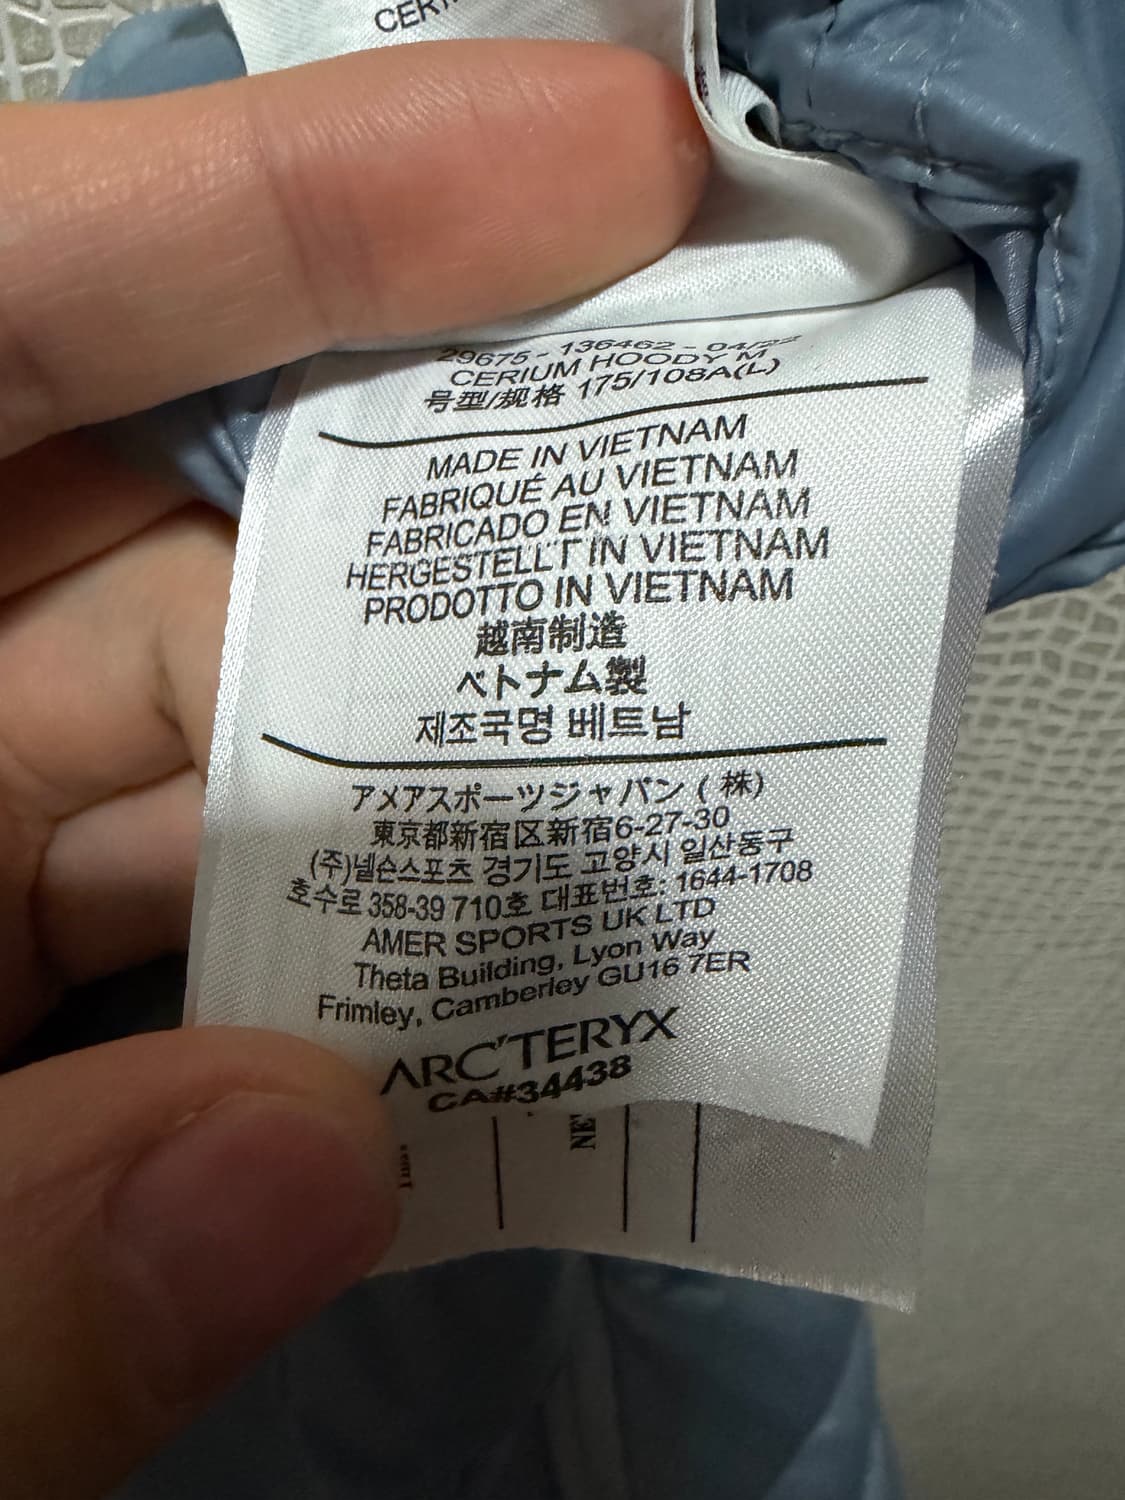 29675 - 136462 - 04/22
CERIUM HOODY M
号型/规格 175/108A(L)
MADE IN VIETNAM
FABRIQUÉ AU VIETNAM
FABRICADO EN VIETNAM
HERGESTELLT IN VIETNAM
PRODOTTO IN VIETNAM
越南制造
ベトナム製
제조국명 베트남
アメアスポーツジャパン (株)
東京都新宿区新宿6-27-30
(주)넬슨스포츠 경기도 고양시 일산동구
호수로 358-39 710호 대표번호: 1644-1708
AMER SPORTS UK LTD
Theta Building, Lyon Way
Frimley, Camberley GU16 7ER
ARC'TERYX
CA#34438